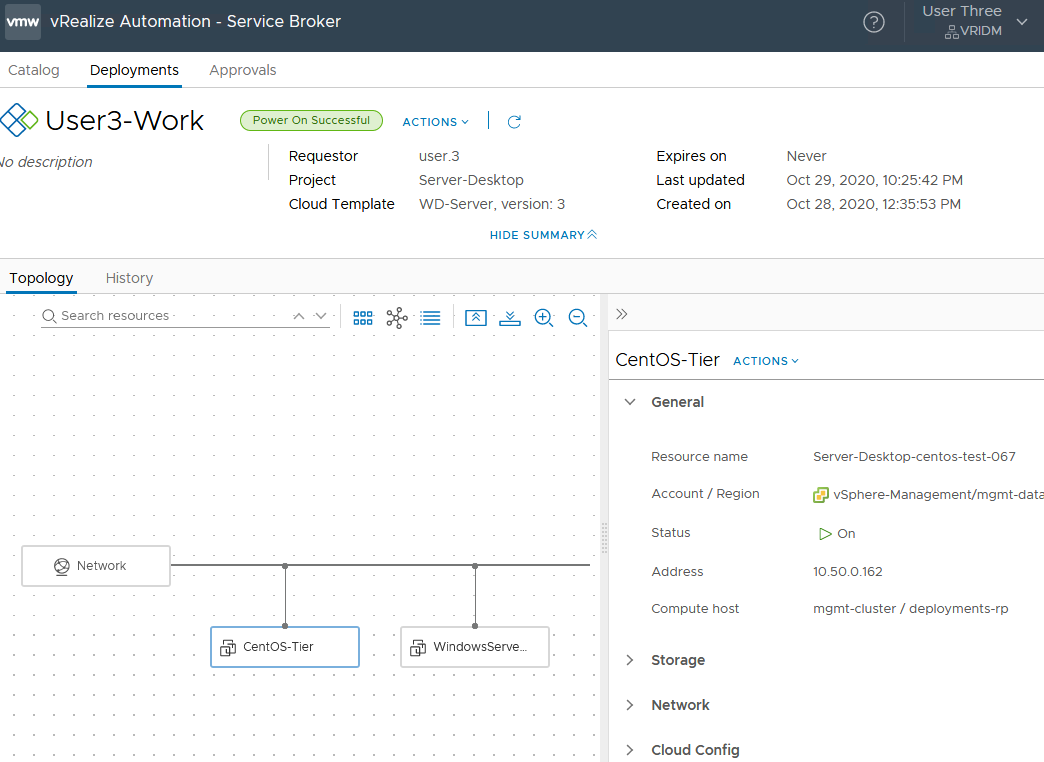 vmw vRealize Automation - Service Broker
User Three
VRIDM
Catalog Deployments Approvals
User3-Work Power On Successful ACTIONS
No description
Requestor user.3 Expires on Never
Project Server-Desktop Last updated Oct 29, 2020, 10:25:42 PM
Cloud Template WD-Server, version: 3 Created on Oct 28, 2020, 12:35:53 PM
HIDE SUMMARY
Topology History
Search resources
CentOS-Tier ACTIONS
General
Resource name Server-Desktop-centos-test-067
Account / Region vSphere-Management/mgmt-data
Status On
Address 10.50.0.162
Compute host mgmt-cluster / deployments-rp
Storage
Network
Cloud Config
Network
CentOS-Tier WindowsServe...